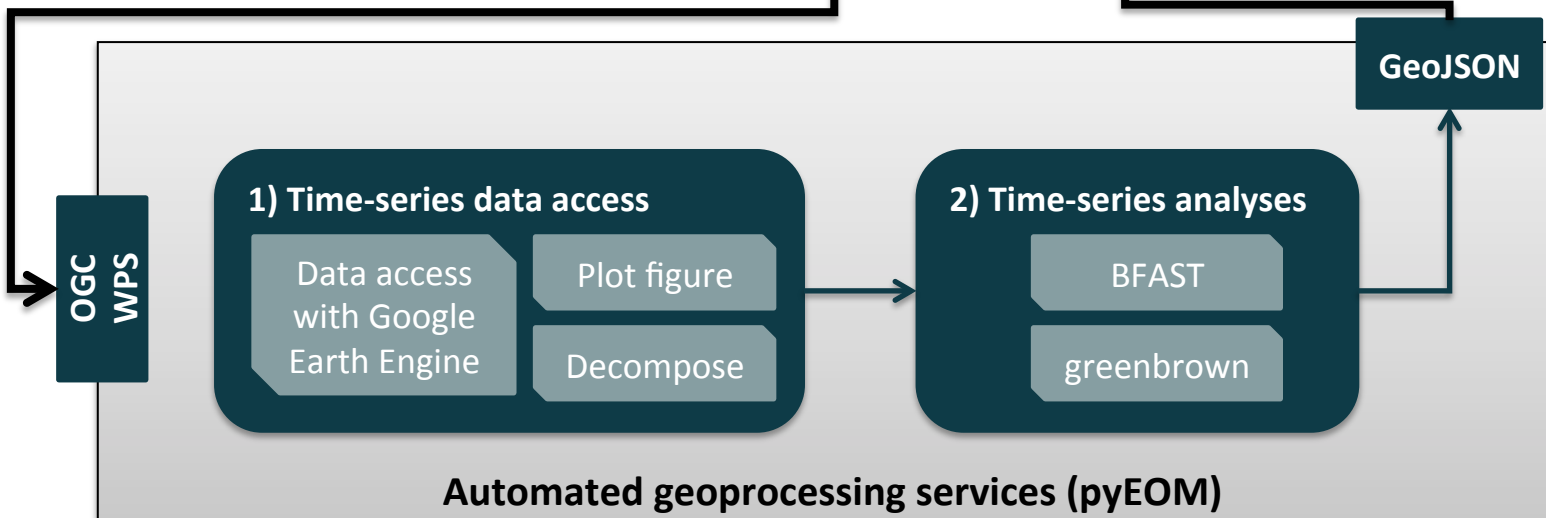 GeoJSON
OGC
WPS
1) Time-series data access
Data access
with Google
Earth Engine
Plot figure
Decompose
2) Time-series analyses
BFAST
greenbrown
Automated geoprocessing services (pyEOM)